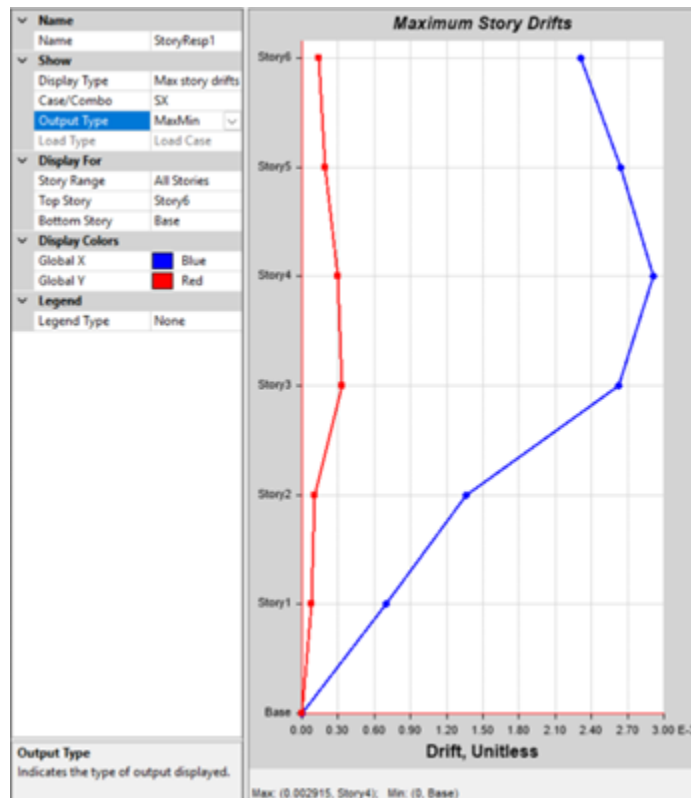 Name
Name StoryResp1
Show
Display Type Max story drifts
Case/Combo SX
Output Type MaxMin
Load Type Load Case
Display For
Story Range All Stories
Top Story Story6
Bottom Story Base
Display Colors
Global X Blue
Global Y Red
Legend
Legend Type None
Output Type
Indicates the type of output displayed.
Maximum Story Drifts
Story6
Story5
Story4
Story3
Story2
Story1
Base
0.00 0.30 0.60 0.90 1.20 1.50 1.80 2.10 2.40 2.70 3.00
Drift, Unitless
Max: (0.002915, Story4); Min: (0, Base)